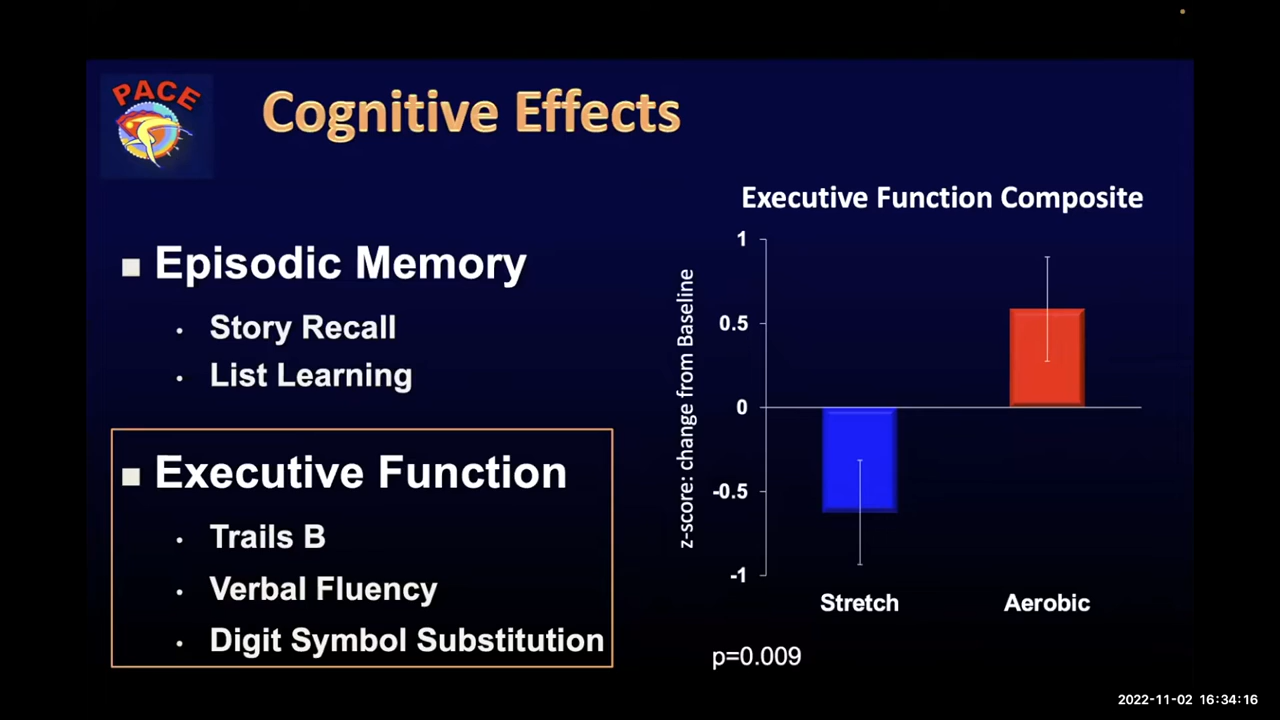 PACE
Cognitive Effects
Episodic Memory
Story Recall
List Learning
Executive Function
Trails B
Verbal Fluency
Digit Symbol Substitution
Executive Function Composite
z-score: change from Baseline
1
0.5
0
-0.5
-1
Stretch
Aerobic
p=0.009
2022-11-02 16:34:16